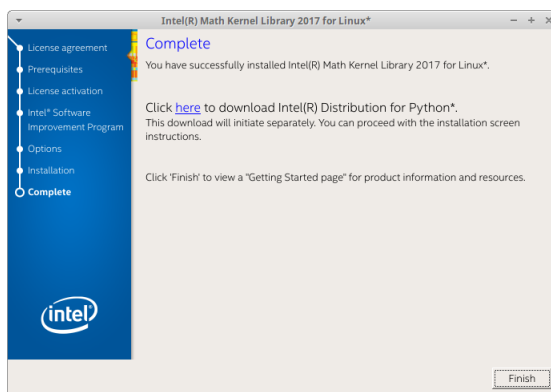 Intel(R) Math Kernel Library 2017 for Linux*
License agreement
Prerequisites
License activation
Intel® Software
Improvement Program
Options
Installation
Complete
Complete
You have successfully installed Intel(R) Math Kernel Library 2017 for Linux*.
Click here to download Intel(R) Distribution for Python*.
This download will initiate separately. You can proceed with the installation screen
instructions.
Click 'Finish' to view a "Getting Started page" for product information and resources.
intel
Finish